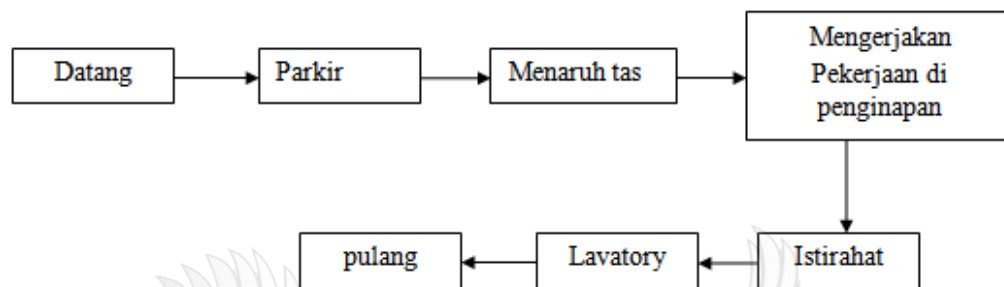 Datang
Parkir
Menaruh tas
Mengerjakan
Pekerjaan di
penginapan
Istirahat
Lavatory
pulang